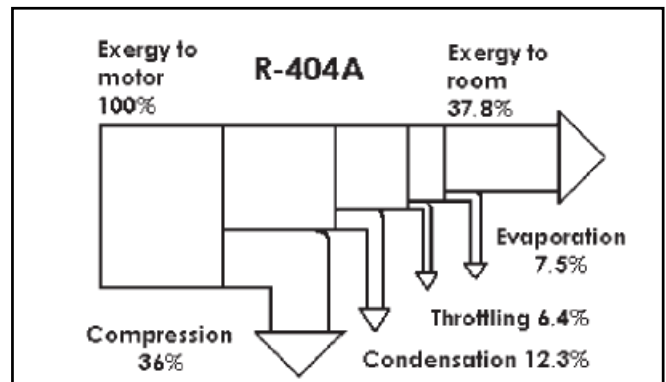 Exergy to
motor
100%
R-404A
Exergy to
room
37.8%
Evaporation
7.5%
Throttling 6.4%
Compression
36%
Condensation 12.3%